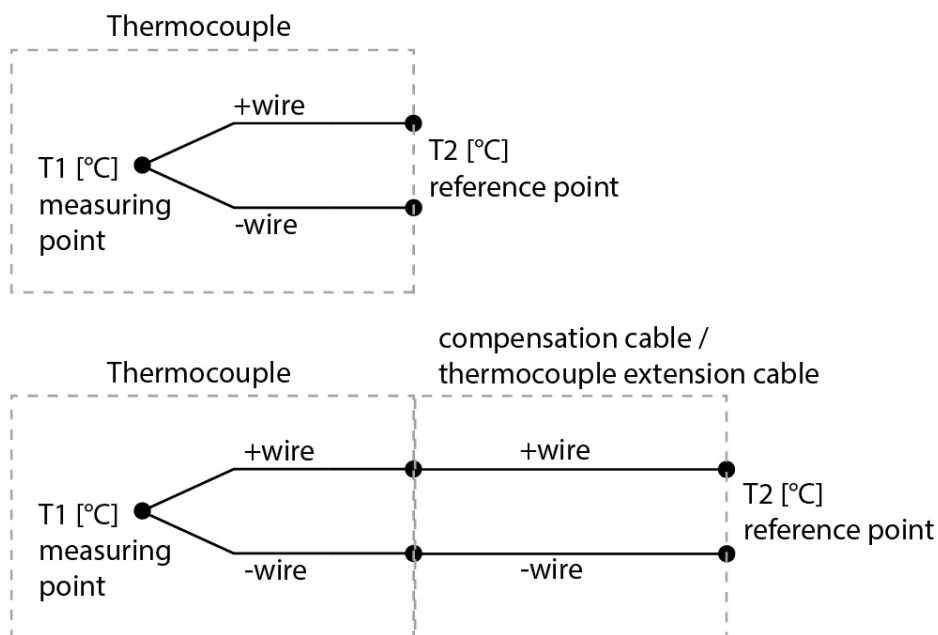 Thermocouple
+wire
T1 [°C]
measuring
point
-wire
T2 [°C]
reference point
compensation cable /
thermocouple extension cable
Thermocouple
+wire
+wire
T1 [°C]
measuring
point
-wire
-wire
T2 [°C]
reference point